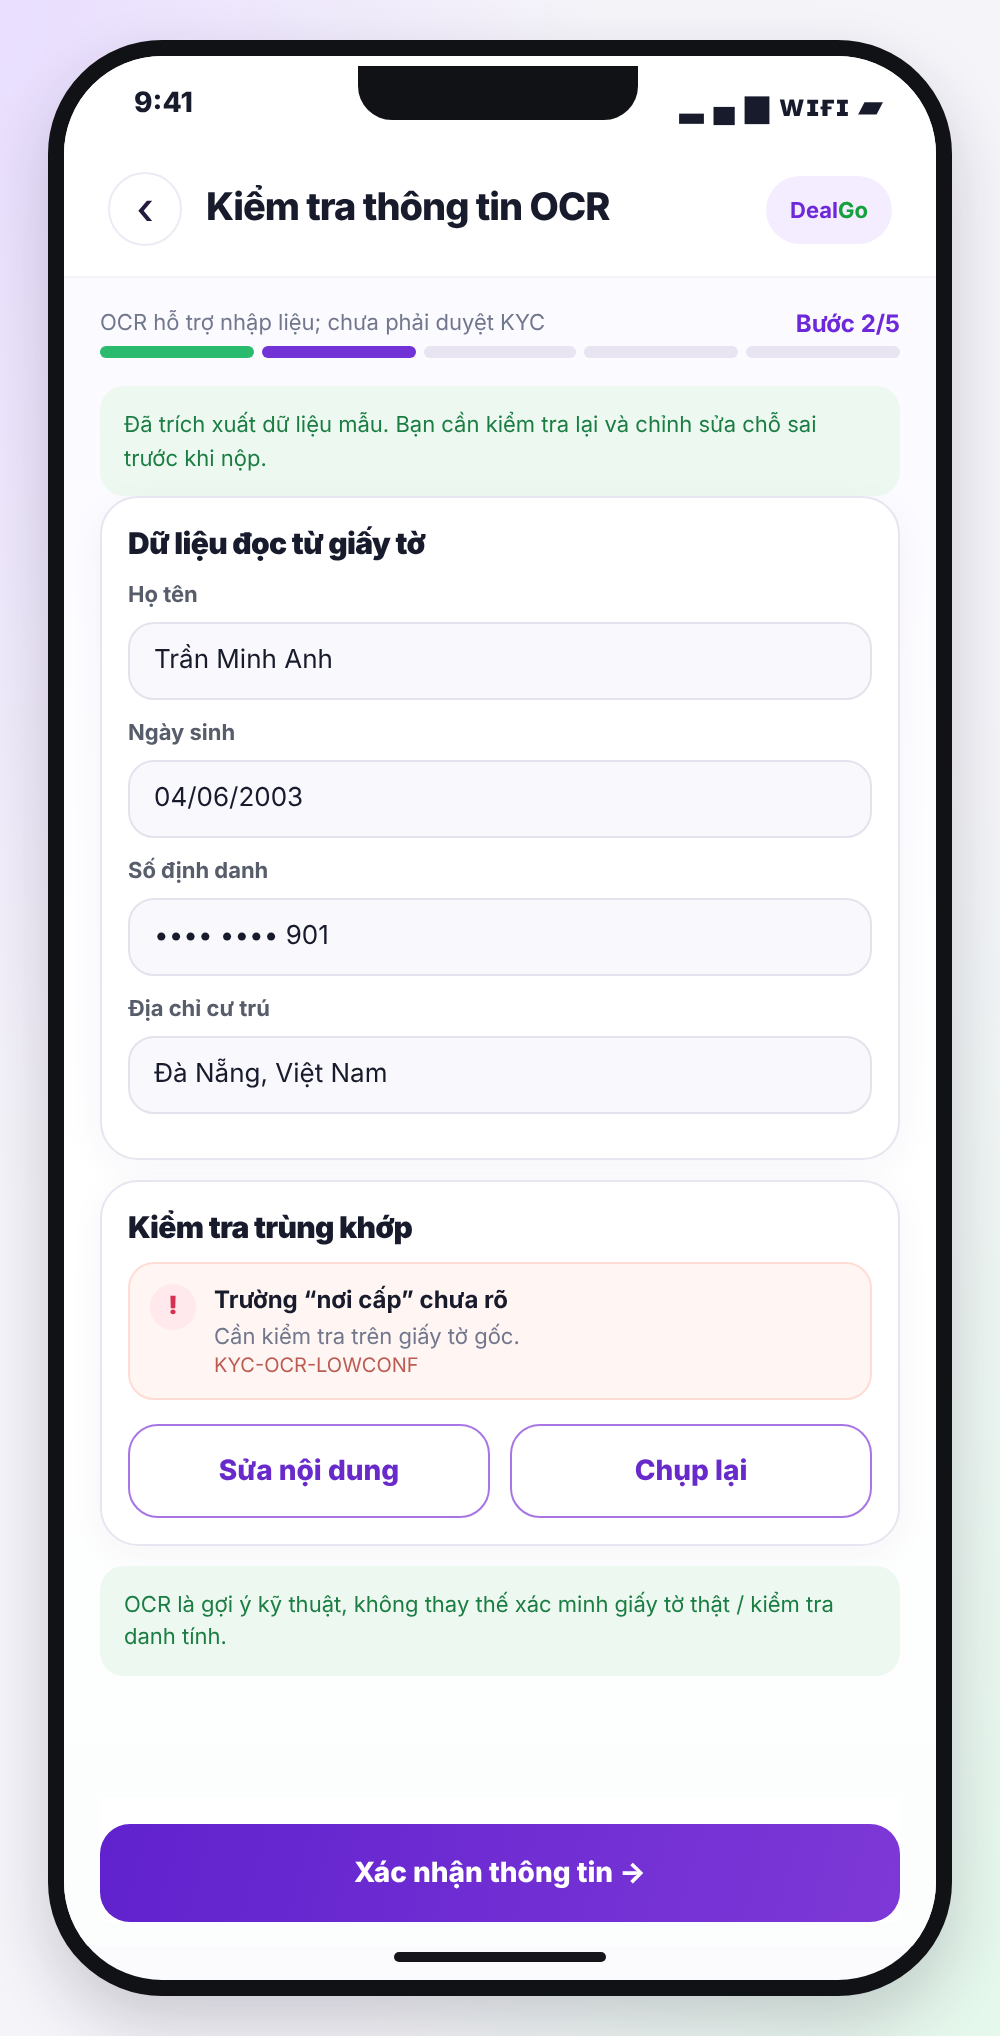 9:41
WIFI
‹
Kiểm tra thông tin OCR
DealGo
OCR hỗ trợ nhập liệu; chưa phải duyệt KYC
Bước 2/5
Đã trích xuất dữ liệu mẫu. Bạn cần kiểm tra lại và chỉnh sửa chỗ sai
trước khi nộp.
Dữ liệu đọc từ giấy tờ
Họ tên
Trần Minh Anh
Ngày sinh
04/06/2003
Số định danh
•••• •••• 901
Địa chỉ cư trú
Đà Nẵng, Việt Nam
Kiểm tra trùng khớp
!
Trường “nơi cấp” chưa rõ
Cần kiểm tra trên giấy tờ gốc.
KYC-OCR-LOWCONF
Sửa nội dung
Chụp lại
OCR là gợi ý kỹ thuật, không thay thế xác minh giấy tờ thật / kiểm tra
danh tính.
Xác nhận thông tin →